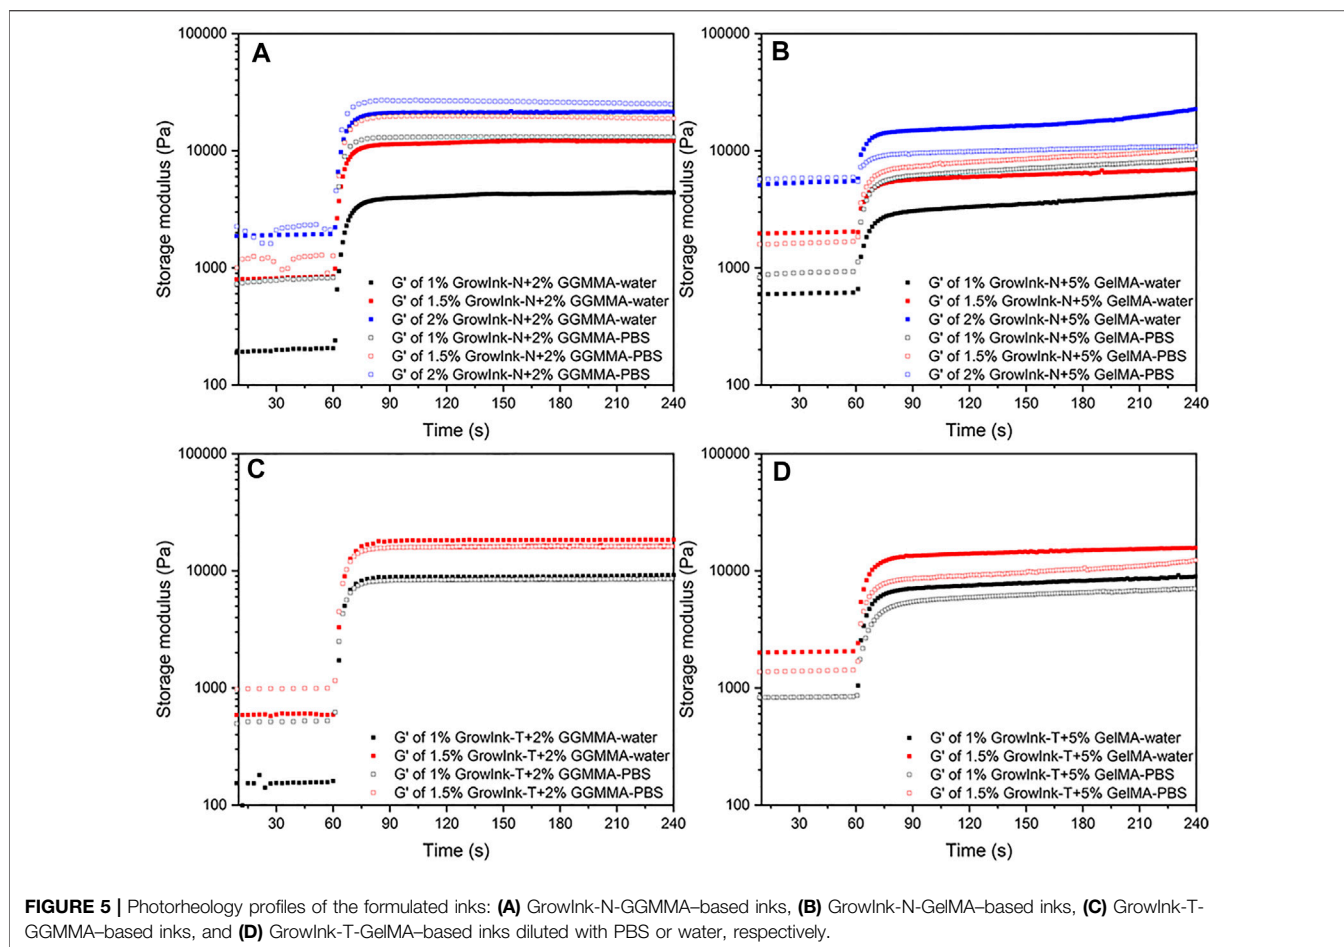 A
100000
10000
1000
100
Storage modulus (Pa)
G' of 1% GrowInk-N+2% GGMMA-water
G' of 1.5% GrowInk-N+2% GGMMA-water
G' of 2% GrowInk-N+2% GGMMA-water
G' of 1% GrowInk-N+2% GGMMA-PBS
G' of 1.5% GrowInk-N+2% GGMMA-PBS
G' of 2% GrowInk-N+2% GGMMA-PBS
30 60 90 120 150 180 210 240
Time (s)
B
100000
10000
1000
100
Storage modulus (Pa)
G' of 1% GrowInk-N+5% GelMA-water
G' of 1.5% GrowInk-N+5% GelMA-water
G' of 2% GrowInk-N+5% GelMA-water
G' of 1% GrowInk-N+5% GelMA-PBS
G' of 1.5% GrowInk-N+5% GelMA-PBS
G' of 2% GrowInk-N+5% GelMA-PBS
30 60 90 120 150 180 210 240
Time (s)
C
100000
10000
1000
100
Storage modulus (Pa)
G' of 1% GrowInk-T+2% GGMMA-water
G' of 1.5% GrowInk-T+2% GGMMA-water
G' of 1% GrowInk-T+2% GGMMA-PBS
G' of 1.5% GrowInk-T+2% GGMMA-PBS
30 60 90 120 150 180 210 240
Time (s)
D
100000
10000
1000
100
Storage modulus (Pa)
G' of 1% GrowInk-T+5% GelMA-water
G' of 1.5% GrowInk-T+5% GelMA-water
G' of 1% GrowInk-T+5% GelMA-PBS
G' of 1.5% GrowInk-T+5% GelMA-PBS
30 60 90 120 150 180 210 240
Time (s)
FIGURE 5 | Photorheology profiles of the formulated inks: (A) GrowInk-N-GGMMA–based inks, (B) GrowInk-N-GelMA–based inks, (C) GrowInk-T-
GGMMA–based inks, and (D) GrowInk-T-GelMA–based inks diluted with PBS or water, respectively.